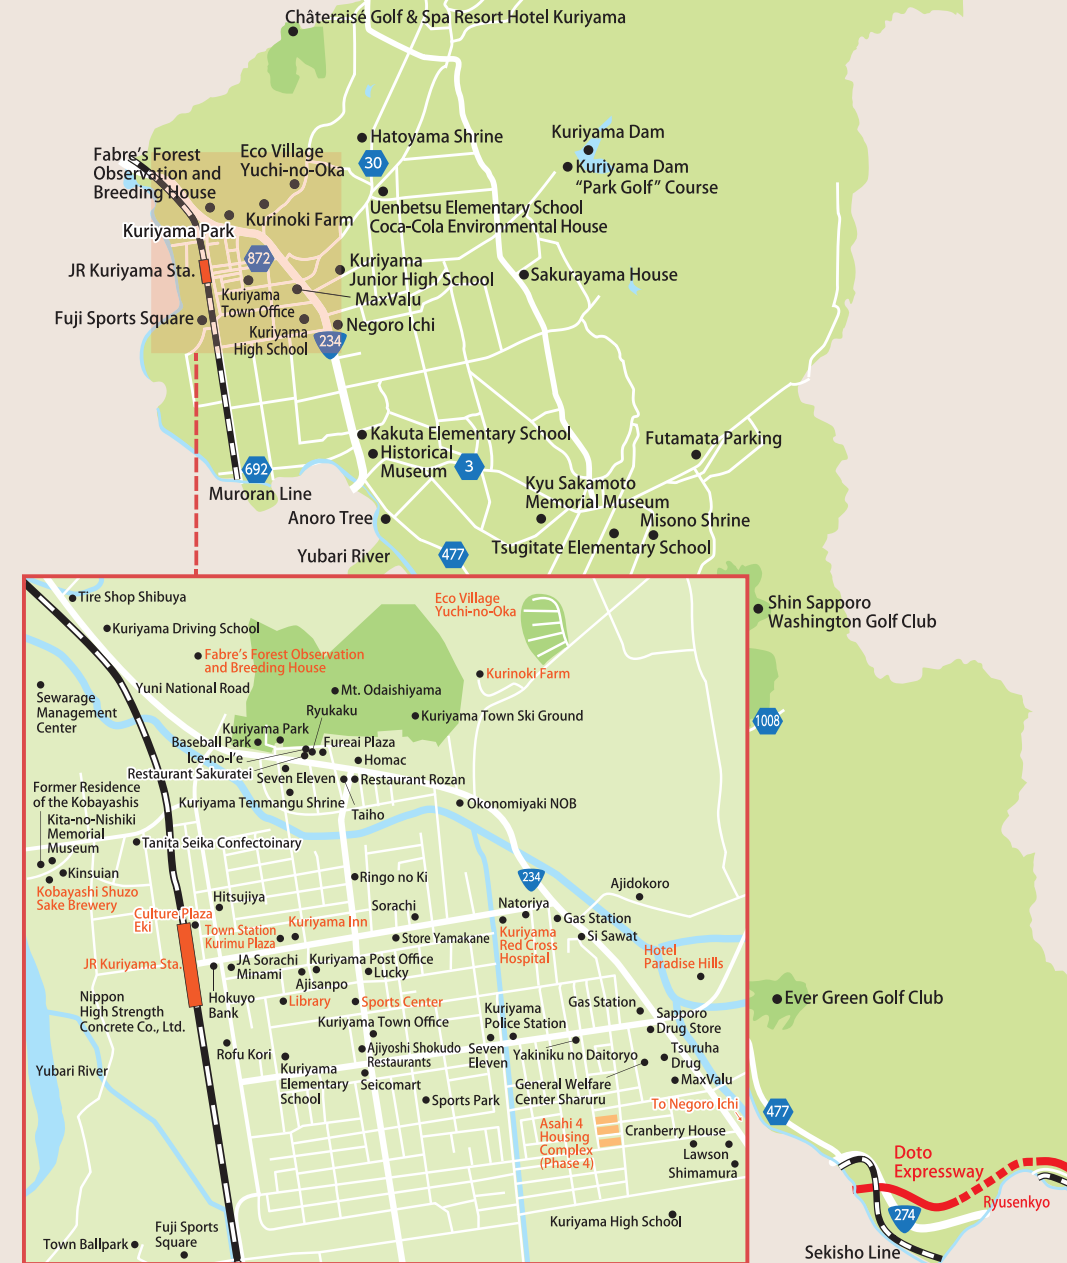 Châteraisé Golf & Spa Resort Hotel Kuriyama
Hatoyama Shrine
30
Kuriyama Dam
Kuriyama Dam
“Park Golf” Course
Fabre’s Forest
Observation and
Breeding House
Eco Village
Yuchi-no-Oka
Uenbetsu Elementary School
Coca-Cola Environmental House
Kurinoki Farm
Kuriyama Park
872
JR Kuriyama Sta.
Kuriyama
Junior High School
Sakurayama House
MaxValu
Kuriyama
Town Office
Fuji Sports Square
Kuriyama
High School
Negoro Ichi
234
Kakuta Elementary School
Historical
Museum
3
Futamata Parking
692
Muroran Line
Kyu Sakamoto
Memorial Museum
Anoro Tree
Misono Shrine
Tsugitate Elementary School
Yubari River
477
Shin Sapporo
Washington Golf Club
1008
Ever Green Golf Club
477
Doto
Expressway
Ryusenkyo
274
Sekisho Line
Tire Shop Shibuya
Eco Village
Yuchi-no-Oka
Kuriyama Driving School
Fabre’s Forest Observation
and Breeding House
Kurinoki Farm
Yuni National Road
Mt. Odaishiyama
Sewarage
Management
Center
Ryukaku
Kuriyama Town Ski Ground
Kuriyama Park
Baseball Park
Fureai Plaza
Ice-no-I’e
Homac
Restaurant Sakuratei
Seven Eleven
Restaurant Rozan
Former Residence
of the Kobayashis
Kuriyama Tenmangu Shrine
Taiho
Okonomiyaki NOB
Kita-no-Nishiki
Memorial
Museum
Tanita Seika Confectoinary
Kinsuian
Ringo no Ki
234
Ajidokoro
Kobayashi Shuzo
Sake Brewery
Hitsujiya
Sorachi
Natoriya
Culture Plaza
Eki
Kuriyama Inn
Gas Station
Town Station
Kurimu Plaza
Store Yamakane
Kuriyama
Red Cross
Hospital
Si Sawat
Hotel
Paradise Hills
JR Kuriyama Sta.
JA Sorachi
Minami
Kuriyama Post Office
Lucky
Ajisanpo
Nippon
High Strength
Concrete Co., Ltd.
Hokuyo
Bank
Library
Sports Center
Gas Station
Kuriyama
Police Station
Sapporo
Drug Store
Kuriyama Town Office
Rofu Kori
Ajiyoshi Shokudo
Restaurants
Seven
Eleven
Yakiniku no Daitoryo
Tsuruha
Drug
Yubari River
Kuriyama
Elementary
School
Seicomart
General Welfare
Center Sharuru
MaxValu
Sports Park
To Negoro Ichi
Asahi 4
Housing
Complex
(Phase 4)
Cranberry House
Lawson
Shimamura
Kuriyama High School
Fuji Sports
Square
Town Ballpark